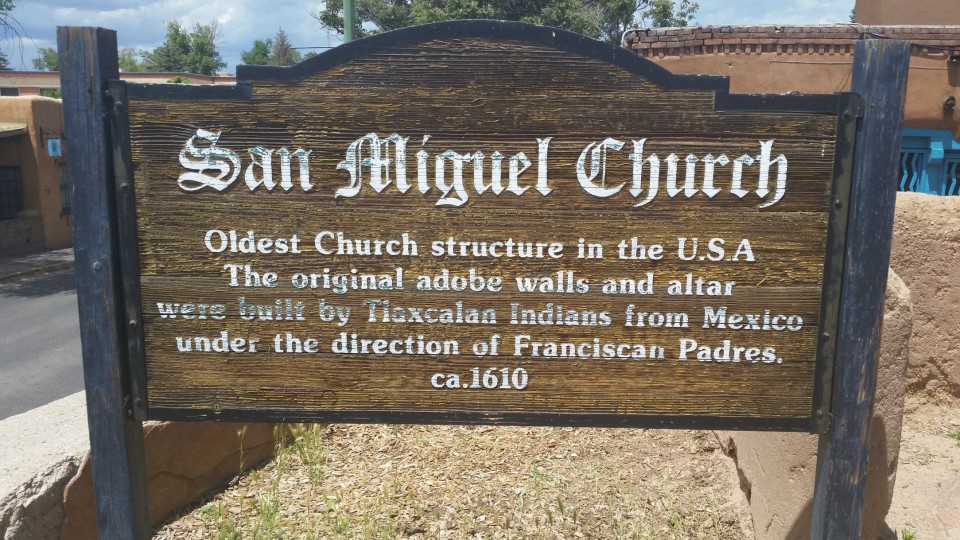 San Miguel Church
Oldest Church structure in the U.S.A
The original adobe walls and altar
were built by Tlaxcalan Indians from Mexico
under the direction of Franciscan Padres.
ca.1610